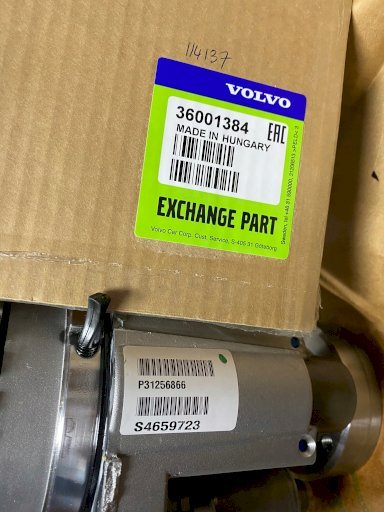 114137
VOLVO
36001384
EAC
MADE IN HUNGARY
EXCHANGE PART
Volvo Car Corp. Cust. Service, S-405 31 Göteborg
P31256866
S4659723